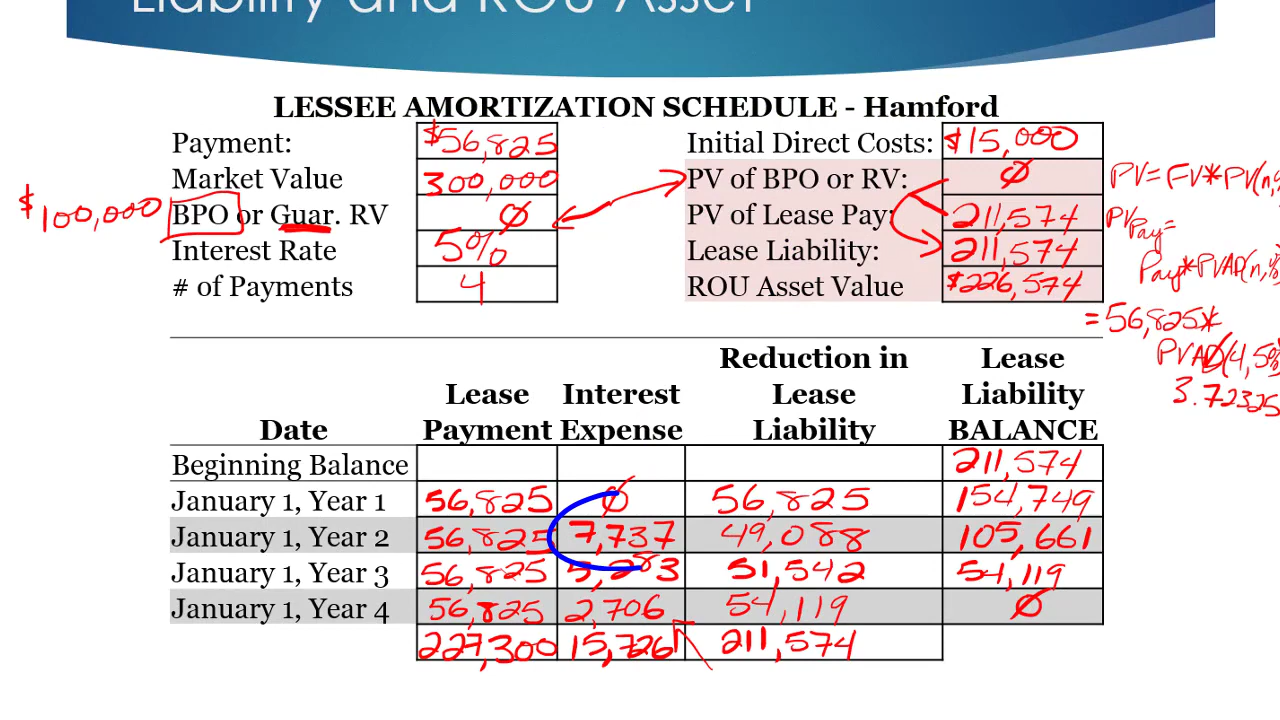 Liability and ROU Asset
LESSEE AMORTIZATION SCHEDULE - Hamford
Payment: $56,825 Initial Direct Costs: $15,000
Market Value 300,000 PV of BPO or RV: Ø PV=FV*PV(n,
$100,000 BPO or Guar. RV Ø PV of Lease Pay: 211,574 PVPay=
Interest Rate 5% Lease Liability: 211,574 Pay*PVAD(n,
# of Payments 4 ROU Asset Value $226,574
=56,825*
PVAD(4,5%
3.72325
Date Lease Payment Interest Expense Reduction in Lease Liability Lease Liability BALANCE
Beginning Balance 211,574
January 1, Year 1 56,825 Ø 56,825 154,749
January 1, Year 2 56,825 7,737 49,088 105,661
January 1, Year 3 56,825 5,283 51,542 54,119
January 1, Year 4 56,825 2,706 54,119 Ø
227,300 15,726 211,574